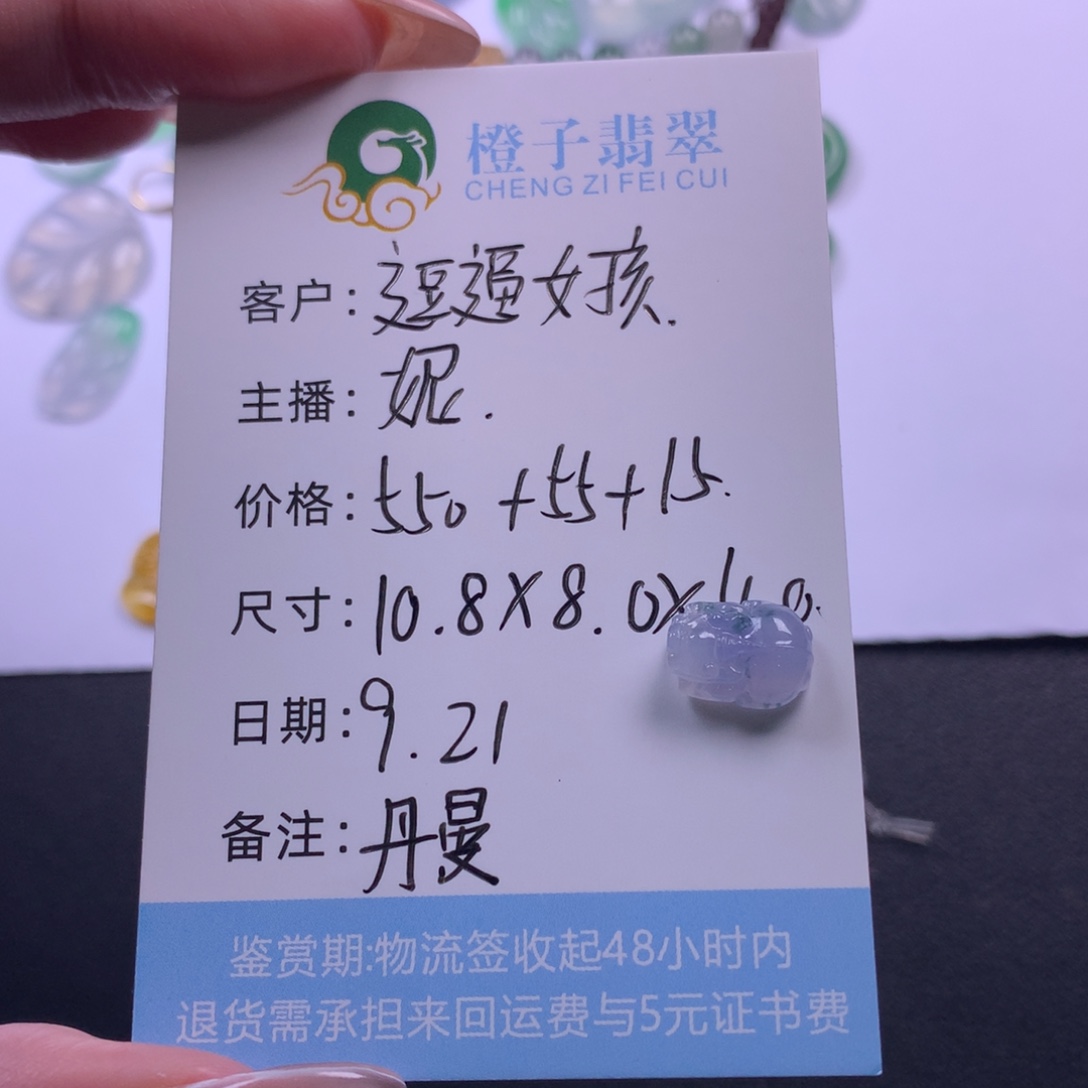 橙子翡翠
CHENG ZI FEI CUI
客户：逗逼女孩.
主播：妮.
价格：550+55+15.
尺寸：10.8X8.0X
日期：9.21
备注：丹曼
鉴赏期:物流签收起48小时内
退货需承担来回运费与5元证书费